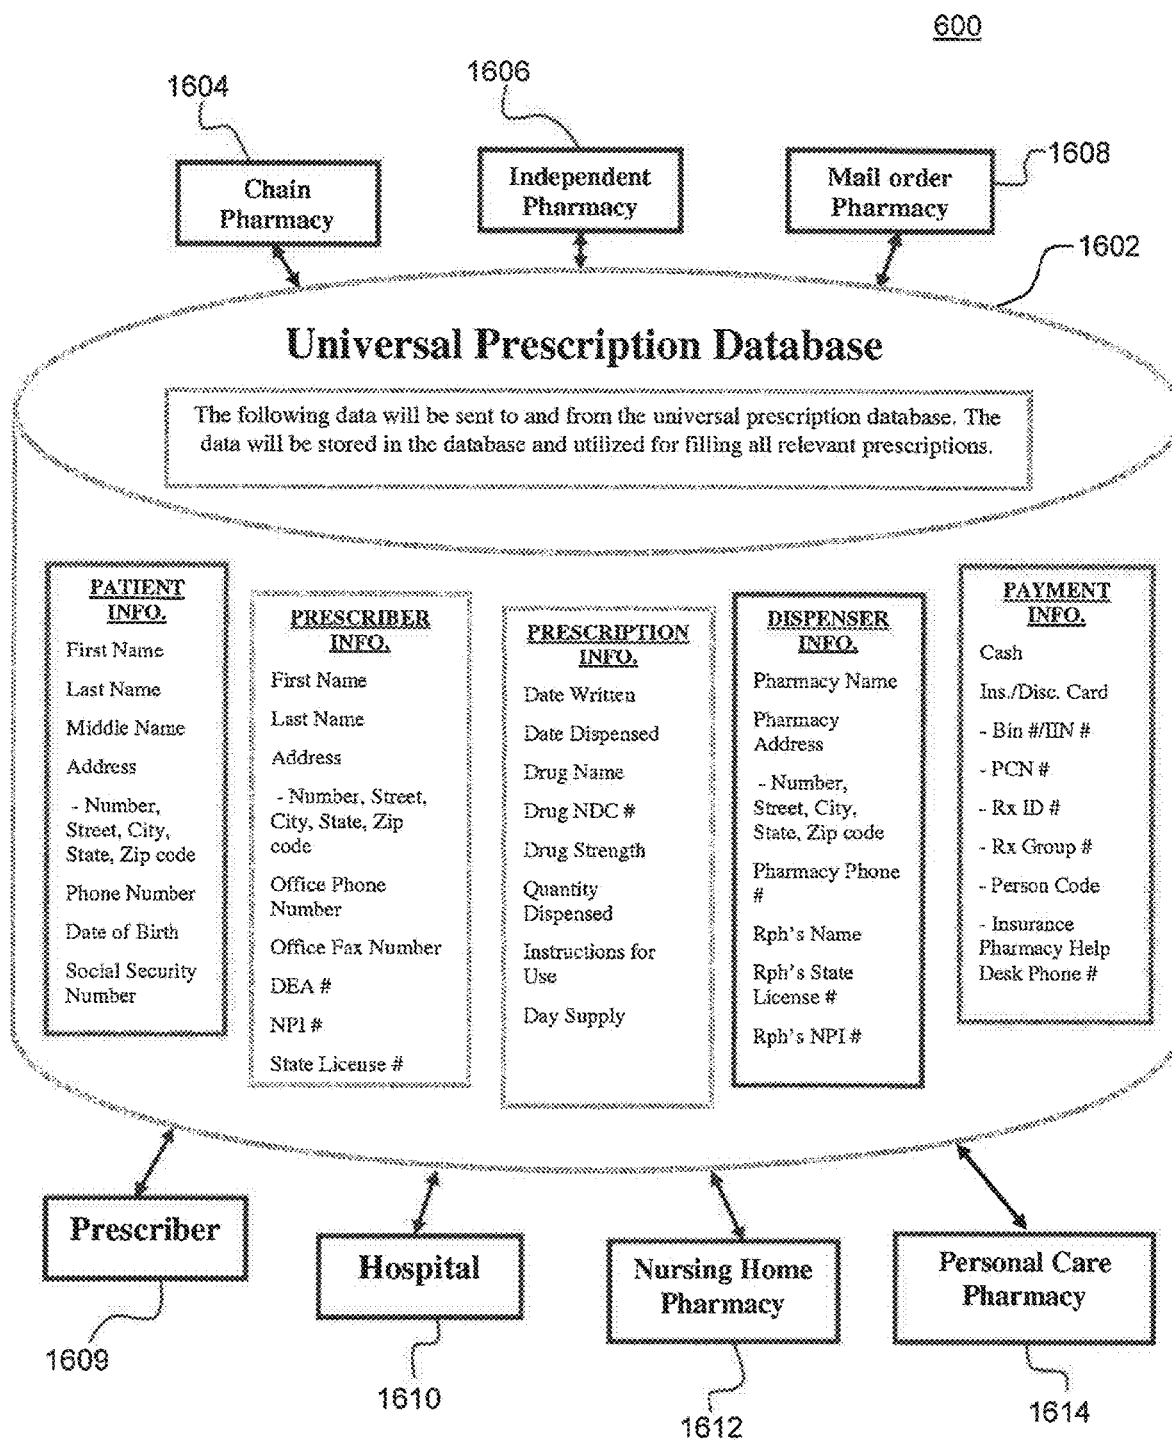 600
1604
1606
1608
Chain
Pharmacy
Independent
Pharmacy
Mail order
Pharmacy
1602
Universal Prescription Database
The following data will be sent to and from the universal prescription database. The
data will be stored in the database and utilized for filling all relevant prescriptions.
PATIENT
INFO.
First Name
Last Name
Middle Name
Address
- Number,
Street, City,
State, Zip code
Phone Number
Date of Birth
Social Security
Number
PRESCRIBER
INFO.
First Name
Last Name
Address
- Number, Street,
City, State, Zip
code
Office Phone
Number
Office Fax Number
DEA #
NPI #
State License #
PRESCRIPTION
INFO.
Date Written
Date Dispensed
Drug Name
Drug NDC #
Drug Strength
Quantity
Dispensed
Instructions for
Use
Day Supply
DISPENSER
INFO.
Pharmacy Name
Pharmacy
Address
- Number,
Street, City,
State, Zip code
Pharmacy Phone
#
Rph's Name
Rph's State
License #
Rph's NPI #
PAYMENT
INFO.
Cash
Ins./Disc. Card
- Bin #/IIN #
- PCN #
- Rx ID #
- Rx Group #
- Person Code
- Insurance
Pharmacy Help
Desk Phone #
Prescriber
Hospital
Nursing Home
Pharmacy
Personal Care
Pharmacy
1609
1610
1612
1614